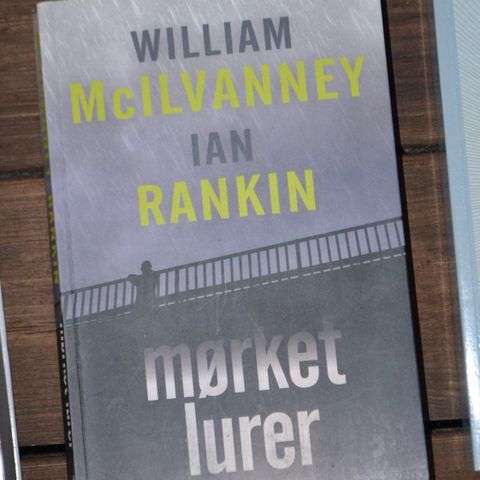 WILLIAM
McILVANNEY
IAN
RANKIN
mørket
lurer